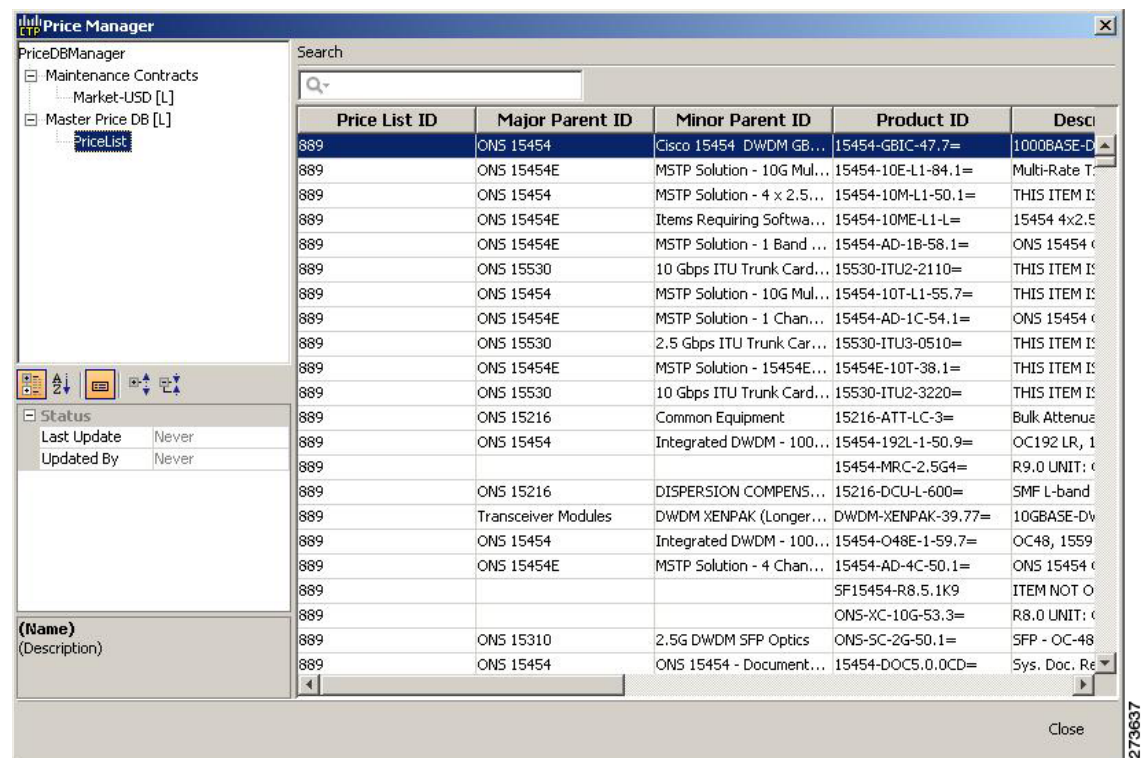 CTP Price Manager
PriceDBManager
Maintenance Contracts
Market-USD [L]
Master Price DB [L]
PriceList
Status
Last Update Never
Updated By Never
(Name)
(Description)
Search
Price List ID Major Parent ID Minor Parent ID Product ID Descr
889 ONS 15454 Cisco 15454 DWDM GB... 15454-GBIC-47.7= 1000BASE-D
889 ONS 15454E MSTP Solution - 10G Mul... 15454-10E-L1-84.1= Multi-Rate T
889 ONS 15454 MSTP Solution - 4 x 2.5... 15454-10M-L1-50.1= THIS ITEM IS
889 ONS 15454E Items Requiring Softwa... 15454-10ME-L1-L= 15454 4x2.5
889 ONS 15454E MSTP Solution - 1 Band ... 15454-AD-1B-58.1= ONS 15454
889 ONS 15530 10 Gbps ITU Trunk Card... 15530-ITU2-2110= THIS ITEM IS
889 ONS 15454 MSTP Solution - 10G Mul... 15454-10T-L1-55.7= THIS ITEM IS
889 ONS 15454E MSTP Solution - 1 Chan... 15454-AD-1C-54.1= ONS 15454
889 ONS 15530 2.5 Gbps ITU Trunk Car... 15530-ITU3-0510= THIS ITEM IS
889 ONS 15454E MSTP Solution - 15454E... 15454E-10T-38.1= THIS ITEM IS
889 ONS 15530 10 Gbps ITU Trunk Card... 15530-ITU2-3220= THIS ITEM IS
889 ONS 15216 Common Equipment 15216-ATT-LC-3= Bulk Attenua
889 ONS 15454 Integrated DWDM - 100... 15454-192L-1-50.9= OC192 LR, 1
889 15454-MRC-2.5G4= R9.0 UNIT:
889 ONS 15216 DISPERSION COMPENS... 15216-DCU-L-600= SMF L-band
889 Transceiver Modules DWDM XENPAK (Longer... DWDM-XENPAK-39.77= 10GBASE-DW
889 ONS 15454 Integrated DWDM - 100... 15454-O48E-1-59.7= OC48, 1559
889 ONS 15454E MSTP Solution - 4 Chan... 15454-AD-4C-50.1= ONS 15454
889 SF15454-R8.5.1K9 ITEM NOT O
889 ONS-XC-10G-53.3= R8.0 UNIT:
889 ONS 15310 2.5G DWDM SFP Optics ONS-SC-2G-50.1= SFP - OC-48
889 ONS 15454 ONS 15454 - Document... 15454-DOC5.0.0CD= Sys. Doc. Re
Close
273637